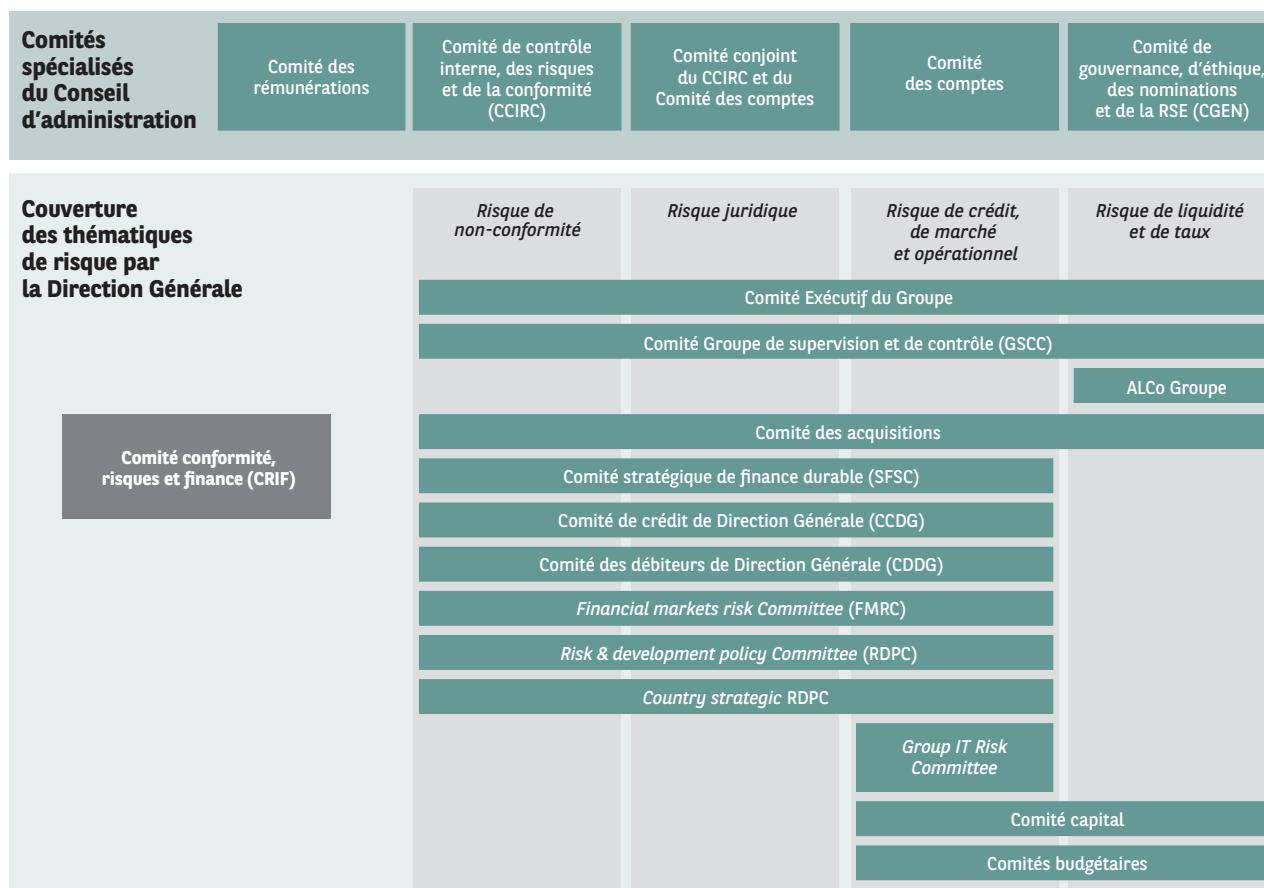 Comités
spécialisés
du Conseil
d'administration
Comité des
rémunérations
Comité de contrôle
interne, des risques
et de la conformité
(CCIRC)
Comité conjoint
du CCIRC et du
Comité des comptes
Comité
des comptes
Comité de
gouvernance, d'éthique,
des nominations
et de la RSE (CGEN)
Couverture
des thématiques
de risque par
la Direction Générale
Risque de
non-conformité
Risque juridique
Risque de crédit,
de marché
et opérationnel
Risque de liquidité
et de taux
Comité Exécutif du Groupe
Comité Groupe de supervision et de contrôle (GSCC)
ALCo Groupe
Comité des acquisitions
Comité conformité,
risques et finance (CRIF)
Comité stratégique de finance durable (SFSC)
Comité de crédit de Direction Générale (CCDG)
Comité des débiteurs de Direction Générale (CDDG)
Financial markets risk Committee (FMRC)
Risk & development policy Committee (RDPC)
Country strategic RDPC
Group IT Risk
Committee
Comité capital
Comités budgétaires